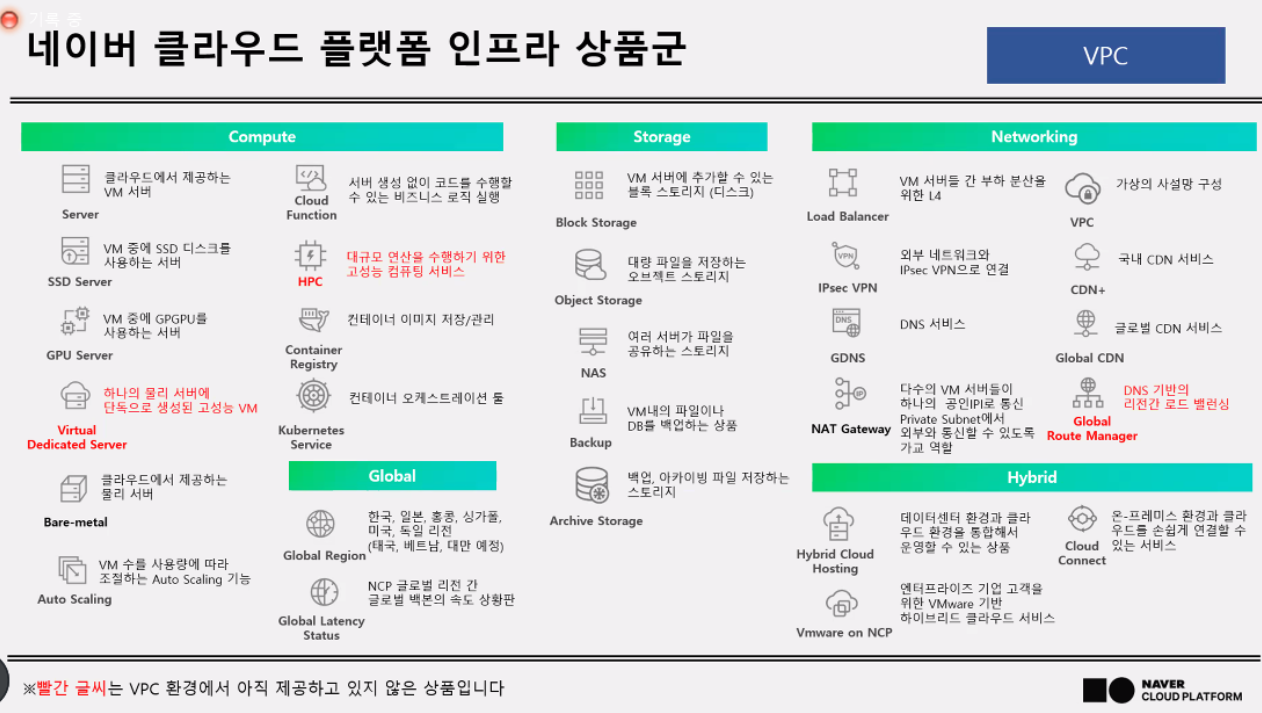 기록 중
네이버 클라우드 플랫폼 인프라 상품군
VPC
Compute
클라우드에서 제공하는
VM 서버
Server
VM 중에 SSD 디스크를
사용하는 서버
SSD Server
VM 중에 GPGPU를
사용하는 서버
GPU Server
하나의 물리 서버에
단독으로 생성된 고성능 VM
Virtual
Dedicated Server
클라우드에서 제공하는
물리 서버
Bare-metal
VM 수를 사용량에 따라
조절하는 Auto Scaling 기능
Auto Scaling
서버 생성 없이 코드를 수행할
수 있는 비즈니스 로직 실행
Cloud
Function
대규모 연산을 수행하기 위한
고성능 컴퓨팅 서비스
HPC
컨테이너 이미지 저장/관리
Container
Registry
컨테이너 오케스트레이션 툴
Kubernetes
Service
Global
한국, 일본, 홍콩, 싱가폴,
미국, 독일 리전
(태국, 베트남, 대만 예정)
Global Region
NCP 글로벌 리전 간
글로벌 백본의 속도 상황판
Global Latency
Status
Storage
VM 서버에 추가할 수 있는
블록 스토리지 (디스크)
Block Storage
대량 파일을 저장하는
오브젝트 스토리지
Object Storage
여러 서버가 파일을
공유하는 스토리지
NAS
VM내의 파일이나
DB를 백업하는 상품
Backup
백업, 아카이빙 파일 저장하는
스토리지
Archive Storage
Networking
VM 서버들 간 부하 분산을
위한 L4
Load Balancer
VPN
외부 네트워크와
IPsec VPN으로 연결
IPsec VPN
DNS
DNS 서비스
GDNS
IP
다수의 VM 서버들이
하나의 공인IPI로 통신
Private Subnet에서
외부와 통신할 수 있도록
가교 역할
NAT Gateway
가상의 사설망 구성
VPC
국내 CDN 서비스
CDN+
글로벌 CDN 서비스
Global CDN
DNS 기반의
리전간 로드 밸런싱
Global
Route Manager
Hybrid
데이터센터 환경과 클라
우드 환경을 통합해서
운영할 수 있는 상품
Hybrid Cloud
Hosting
엔터프라이즈 기업 고객을
위한 VMware 기반
하이브리드 클라우드 서비스
Vmware on NCP
온-프레미스 환경과 클라
우드를 손쉽게 연결할 수
있는 서비스
Cloud
Connect
※빨간 글씨는 VPC 환경에서 아직 제공하고 있지 않은 상품입니다
NAVER
CLOUD PLATFORM